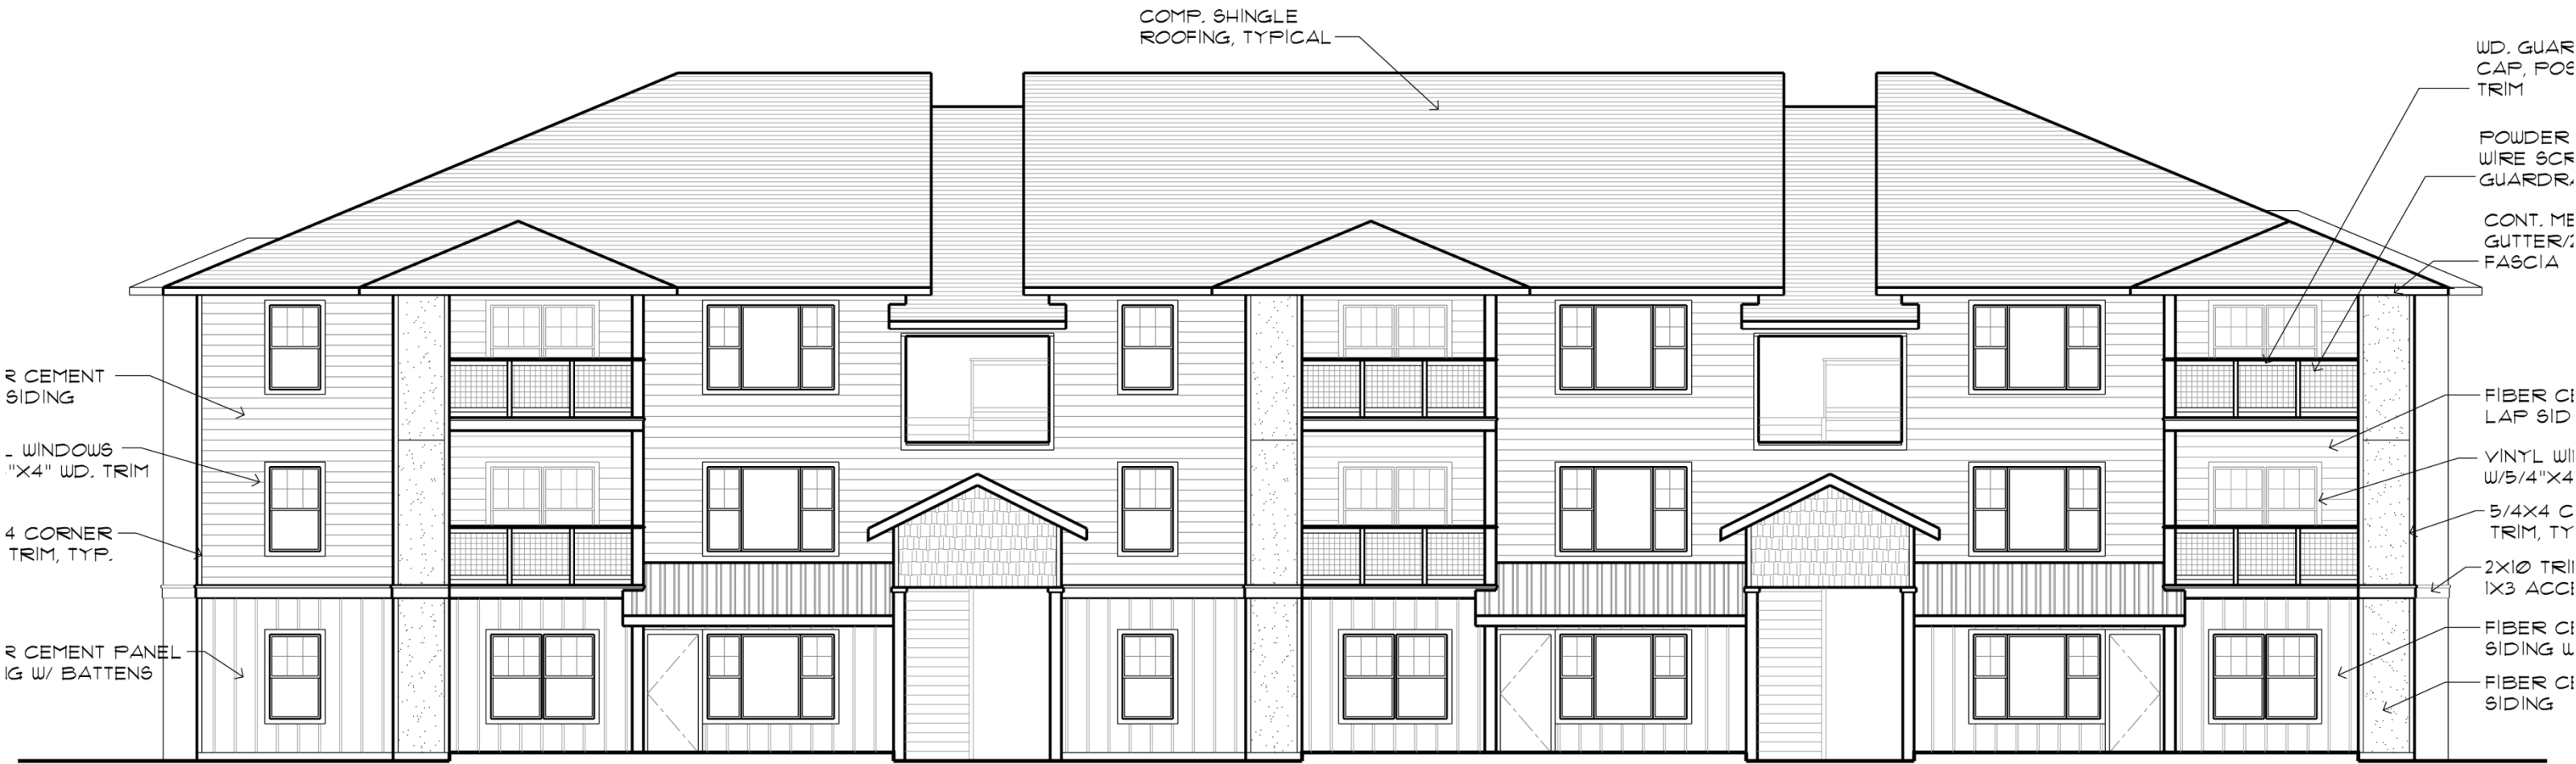 COMP. SHINGLE
ROOFING, TYPICAL
R CEMENT
SIDING
WINDOWS
"X4" WD. TRIM
4 CORNER
TRIM, TYP.
R CEMENT PANEL
IG W/ BATTENS
WD. GUAR
CAP, POS
TRIM
POWDER
WIRE SCR
GUARDRA
CONT. ME
GUTTER/2
FASCIA
FIBER CE
LAP SID
VINYL WI
W/5/4"X4
5/4X4 C
TRIM, TY
2X10 TRI
1X3 ACCE
FIBER CE
SIDING W
FIBER CE
SIDING